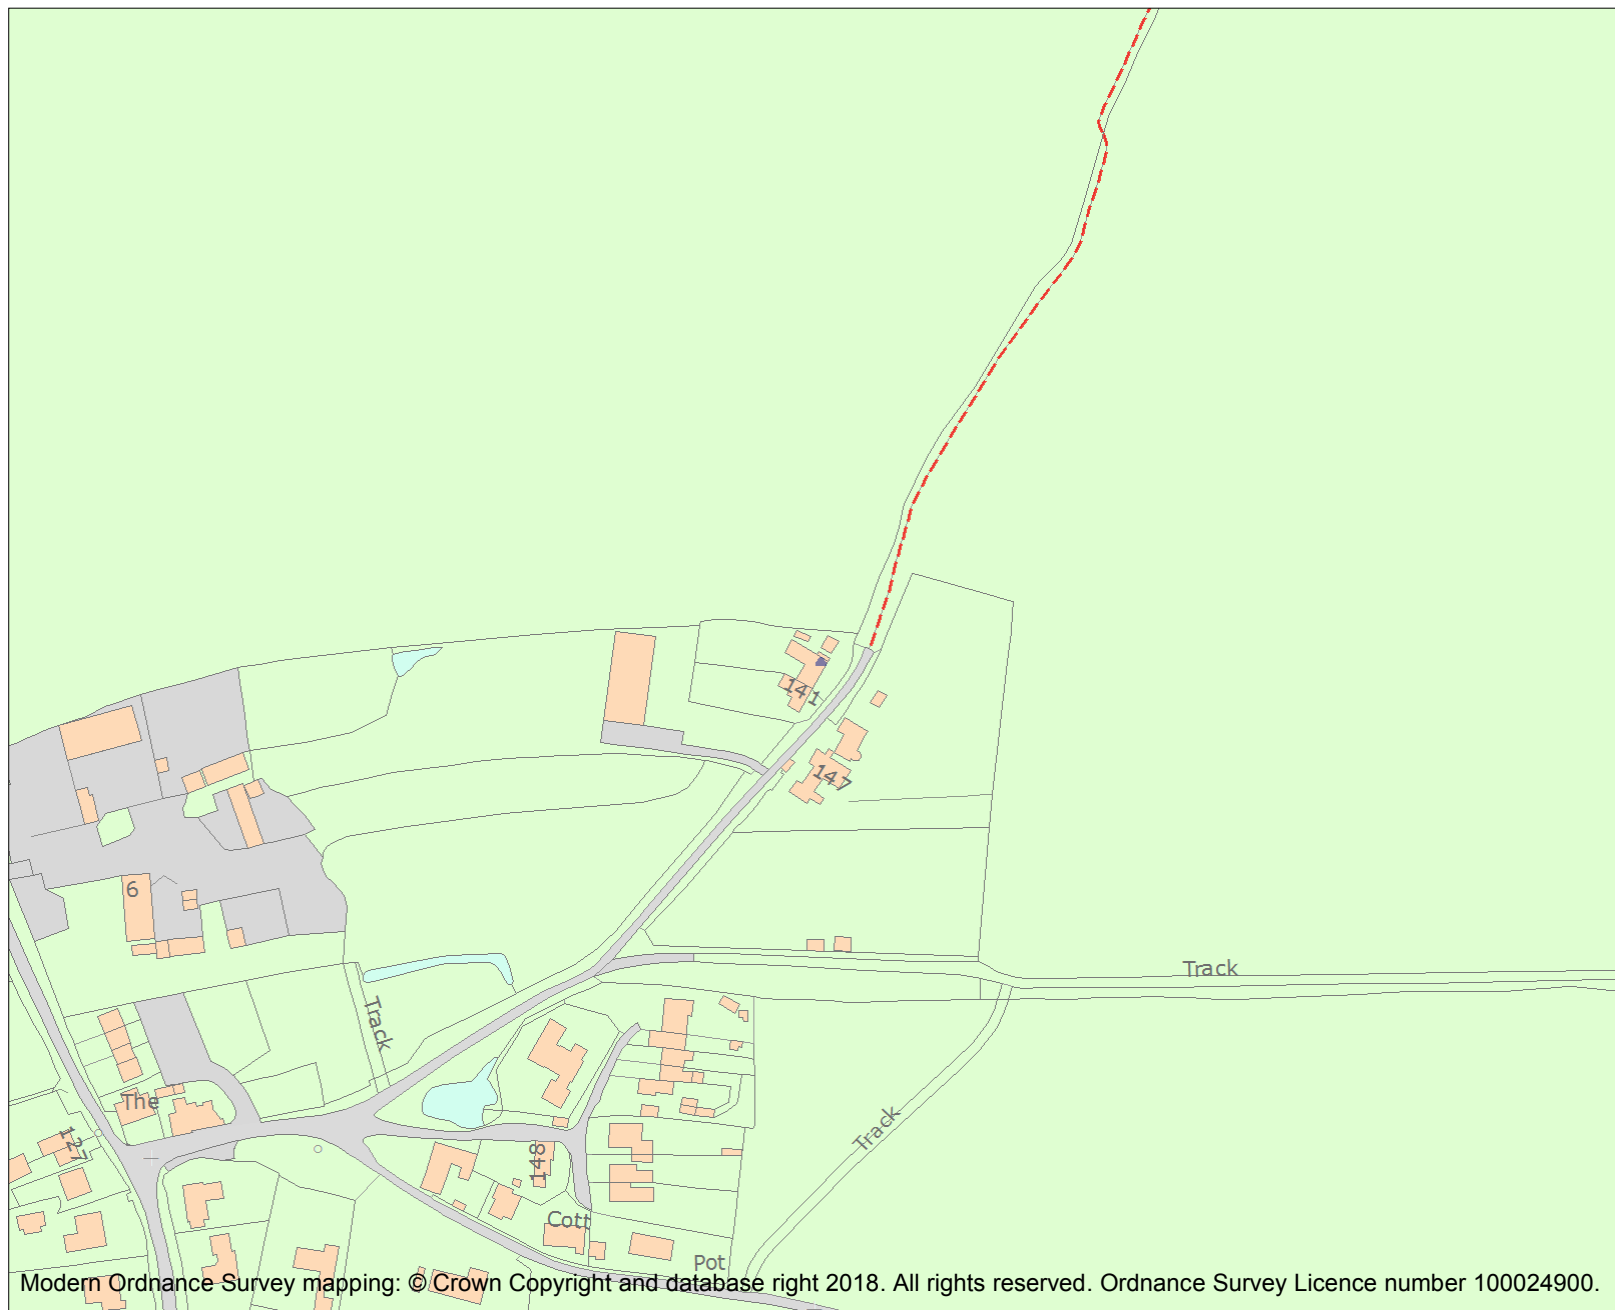 141
147
6
Track
Track
The
127
Track
148
Cott
Pot
Modern Ordnance Survey mapping: © Crown Copyright and database right 2018. All rights reserved. Ordnance Survey Licence number 100024900.